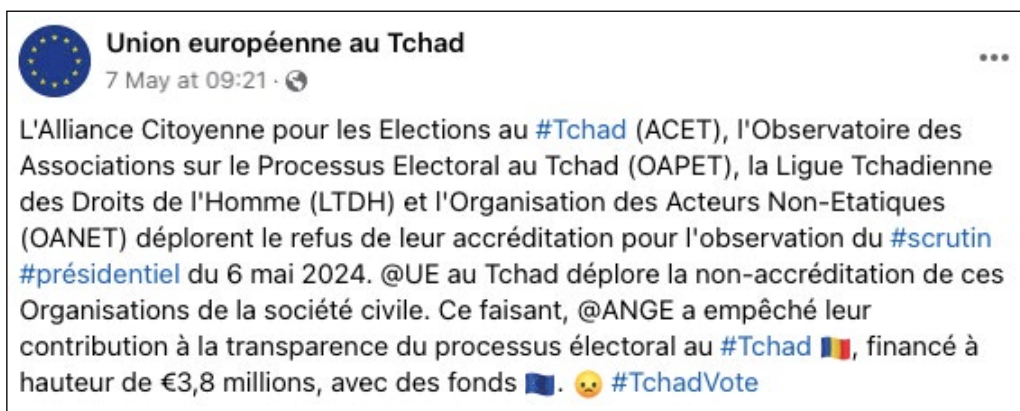 Union européenne au Tchad
7 May at 09:21 ·
L'Alliance Citoyenne pour les Elections au #Tchad (ACET), l'Observatoire des
Associations sur le Processus Electoral au Tchad (OAPET), la Ligue Tchadienne
des Droits de l'Homme (LTDH) et l'Organisation des Acteurs Non-Etatiques
(OANET) déplorent le refus de leur accréditation pour l'observation du #scrutin
#présidentiel du 6 mai 2024. @UE au Tchad déplore la non-accréditation de ces
Organisations de la société civile. Ce faisant, @ANGE a empêché leur
contribution à la transparence du processus électoral au #Tchad 🇹🇩, financé à
hauteur de €3,8 millions, avec des fonds 🇪🇺. 😞 #TchadVote